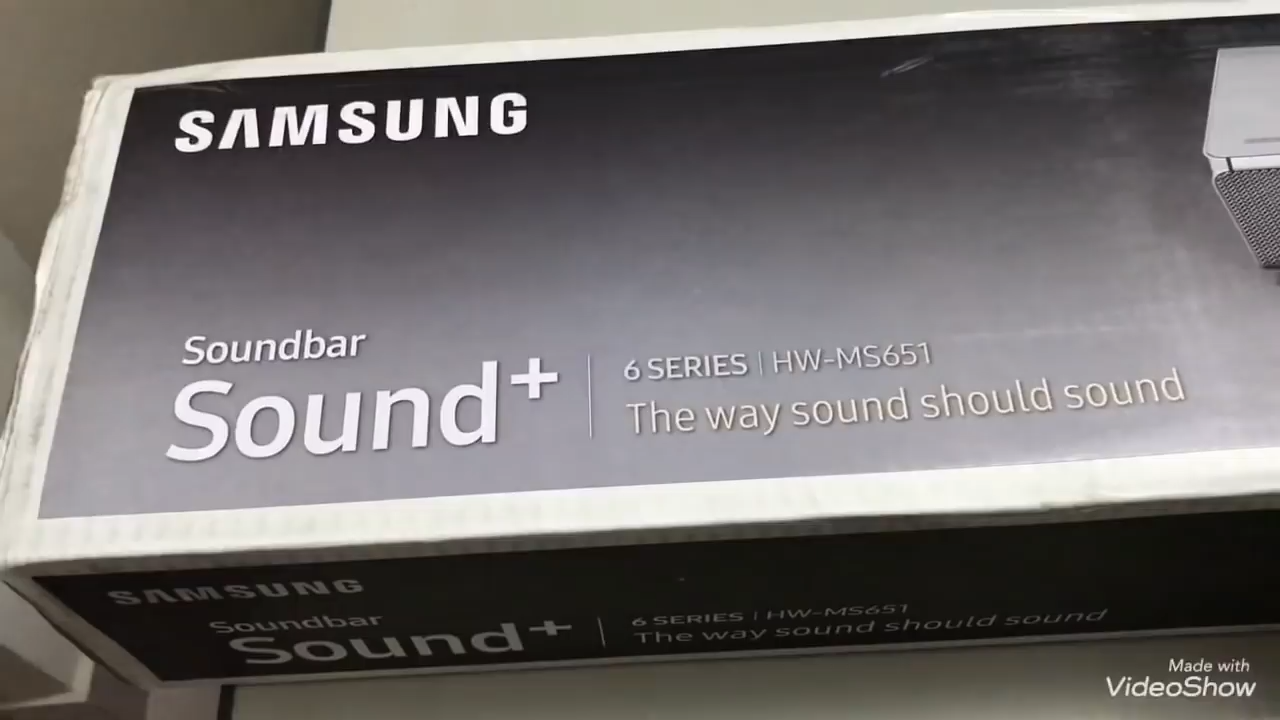 SAMSUNG
Soundbar
Sound+
6 SERIES | HW-MS651
The way sound should sound
SAMSUNG
Soundbar
Sound+
6 SERIES | HW-MS651
The way sound should sound
Made with
VideoShow